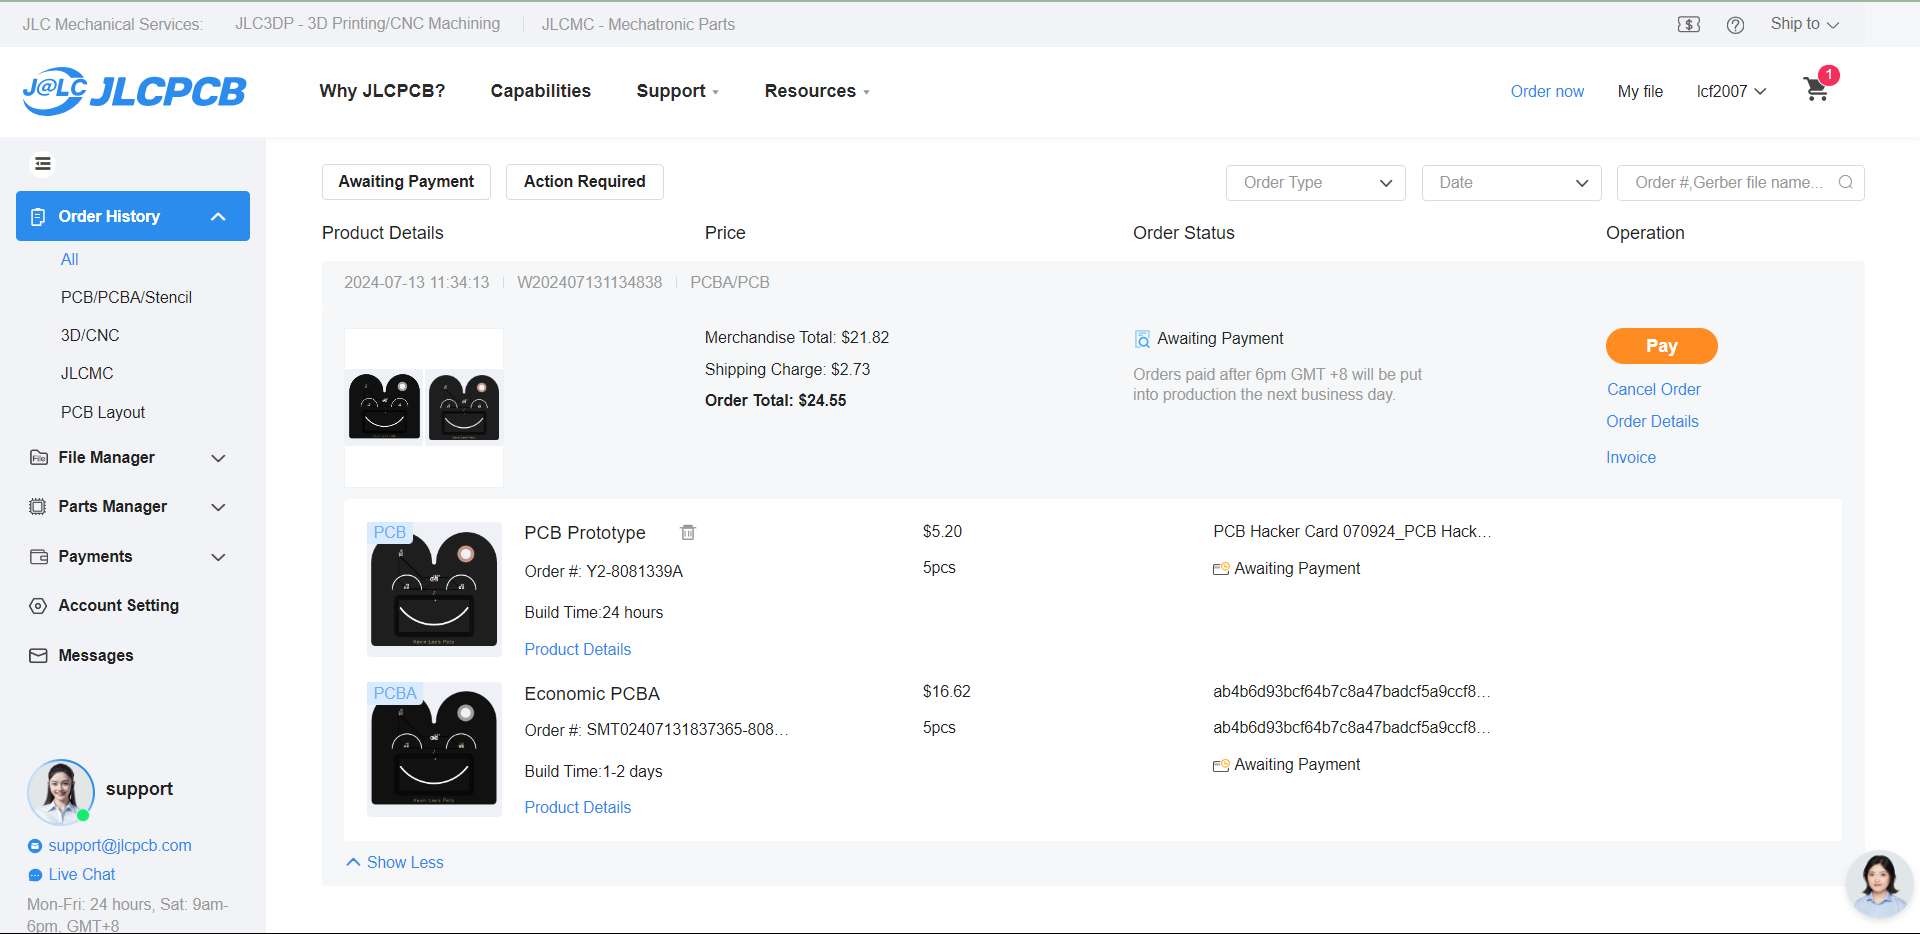 JLC Mechanical Services: JLC3DP - 3D Printing/CNC Machining JLCMC - Mechatronic Parts Ship to
J@LC JLCPCB Why JLCPCB? Capabilities Support Resources Order now My file lcf2007 1
Order History
All
PCB/PCBA/Stencil
3D/CNC
JLCMC
PCB Layout
File Manager
Parts Manager
Payments
Account Setting
Messages
support
support@jlcpcb.com
Live Chat
Mon-Fri: 24 hours, Sat: 9am-
6pm, GMT+8
Awaiting Payment Action Required Order Type Date Order #,Gerber file name...
Product Details Price Order Status Operation
2024-07-13 11:34:13 W202407131134838 PCBA/PCB
Merchandise Total: $21.82
Shipping Charge: $2.73
Order Total: $24.55
Awaiting Payment
Orders paid after 6pm GMT +8 will be put
into production the next business day.
Pay
Cancel Order
Order Details
Invoice
PCB
Kevin Lee's Pets
PCB Prototype $5.20 PCB Hacker Card 070924_PCB Hack...
Order #: Y2-8081339A 5pcs Awaiting Payment
Build Time:24 hours
Product Details
PCBA
Kevin Lee's Pets
Economic PCBA $16.62 ab4b6d93bcf64b7c8a47badcf5a9ccf8...
Order #: SMT02407131837365-808... 5pcs ab4b6d93bcf64b7c8a47badcf5a9ccf8...
Build Time:1-2 days Awaiting Payment
Product Details
Show Less